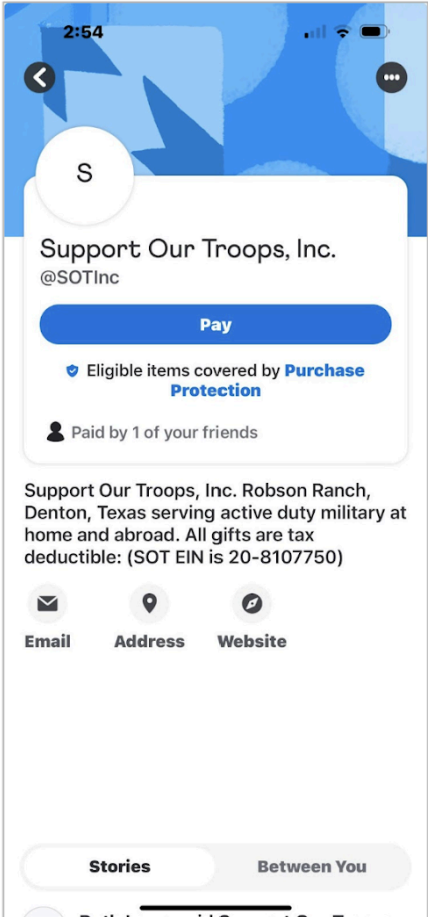 2:54
S
Support Our Troops, Inc.
@SOTInc
Pay
Eligible items covered by Purchase
Protection
Paid by 1 of your friends
Support Our Troops, Inc. Robson Ranch,
Denton, Texas serving active duty military at
home and abroad. All gifts are tax
deductible: (SOT EIN is 20-8107750)
Email Address Website
Stories Between You